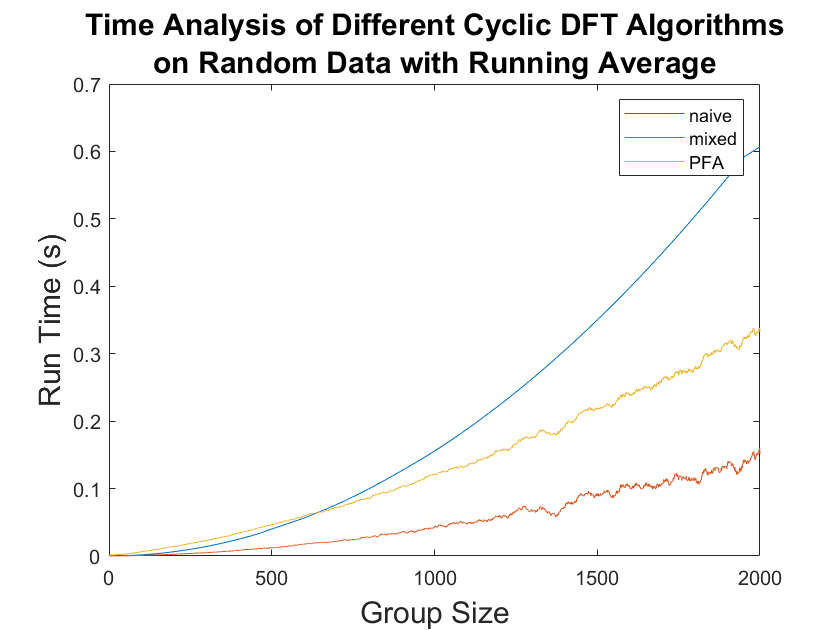 Time Analysis of Different Cyclic DFT Algorithms
on Random Data with Running Average
0.7
0.6
0.5
0.4
0.3
0.2
0.1
0
Run Time (s)
naive
mixed
PFA
0 500 1000 1500 2000
Group Size